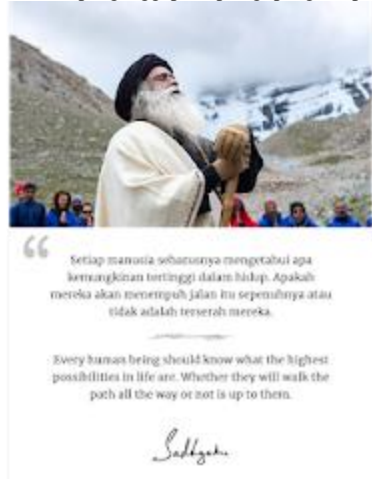 Setiap manusia seharusnya mengetahui apa
kemungkinan tertinggi dalam hidup. Apakah
mereka akan menempuh jalan itu sepenuhnya atau
tidak adalah terserah mereka.
Every human being should know what the highest
possibilities in life are. Whether they will walk the
path all the way or not is up to them.
Sadhguru